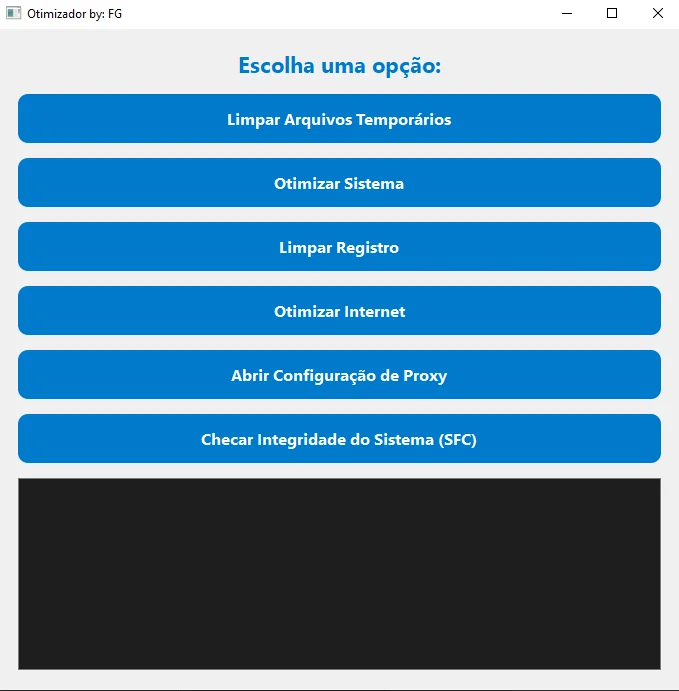 Otimizador by: FG
Escolha uma opção:
Limpar Arquivos Temporários
Otimizar Sistema
Limpar Registro
Otimizar Internet
Abrir Configuração de Proxy
Checar Integridade do Sistema (SFC)